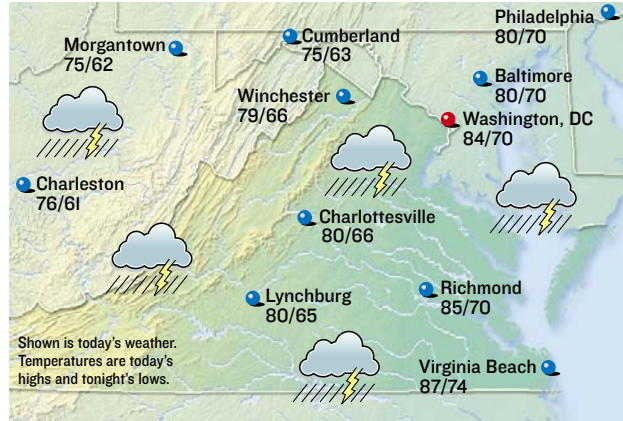 Philadelphia
80/70
Cumberland
75/63
Morgantown
75/62
Baltimore
80/70
Winchester
79/66
Washington, DC
84/70
Charleston
76/61
Charlottesville
80/66
Lynchburg
80/65
Richmond
85/70
Shown is today's weather.
Temperatures are today's
highs and tonight's lows.
Virginia Beach
87/74